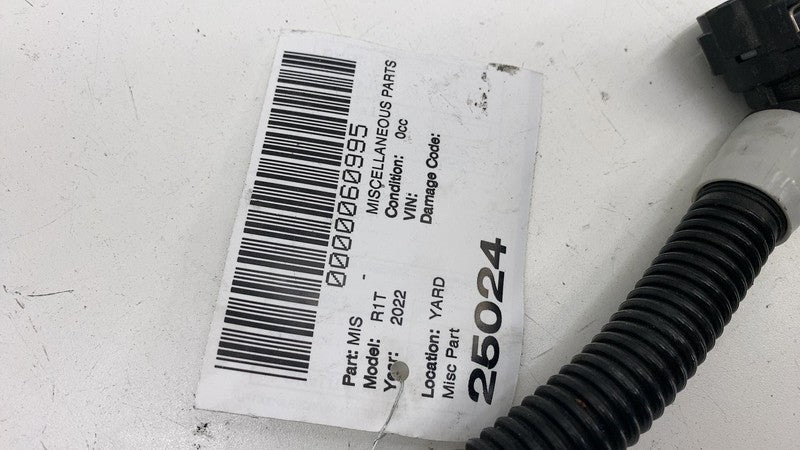 0000060995
Part: MIS - MISCELLANEOUS PARTS
Model: R1T Condition: 0cc
Year: 2022 VIN:
Damage Code:
Location: YARD
Misc Part
25024